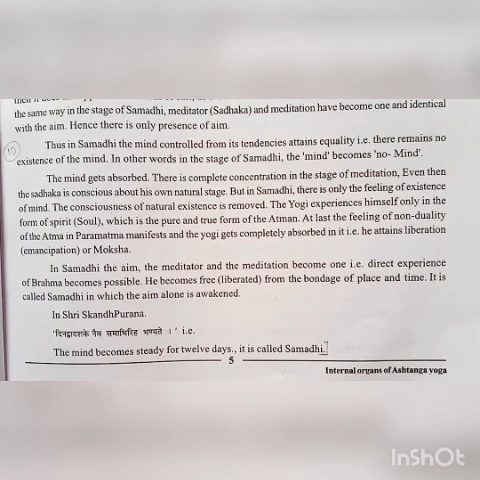 the same way in the stage of Samadhi, meditator (Sadhaka) and meditation have become one and identical
with the aim. Hence there is only presence of aim.
Thus in Samadhi the mind controlled from its tendencies attains equality i.e. there remains no
existence of the mind. In other words in the stage of Samadhi, the 'mind' becomes 'no- Mind'.
The mind gets absorbed. There is complete concentration in the stage of meditation, Even then
the sadhaka is conscious about his own natural stage. But in Samadhi, there is only the feeling of existence
of mind. The consciousness of natural existence is removed. The Yogi experiences himself only in the
form of spirit (Soul), which is the pure and true form of the Atman. At last the feeling of non-duality
of the Atma in Paramatma manifests and the yogi gets completely absorbed in it i.e. he attains liberation
(emancipation) or Moksha.
In Samadhi the aim, the meditator and the meditation become one i.e. direct experience
of Brahma becomes possible. He becomes free (liberated) from the bondage of place and time. It is
called Samadhi in which the aim alone is awakened.
In Shri SkandhPurana.
'दिनद्वादशकै नैव समाधिरिह भण्यते ।' i.e.
The mind becomes steady for twelve days., it is called Samadhi.
5
Internal organs of Ashtanga yoga
InShOt